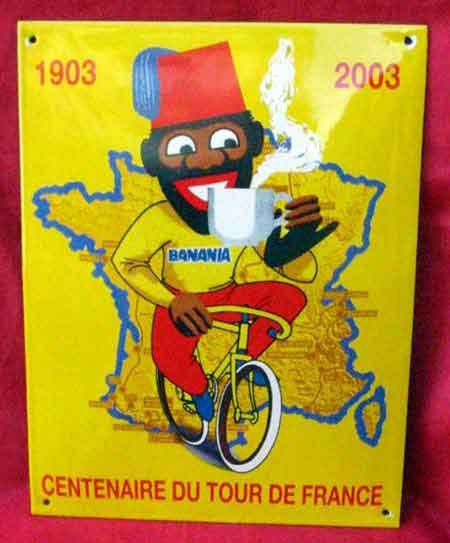 1903 2003
BANANIA
CENTENAIRE DU TOUR DE FRANCE